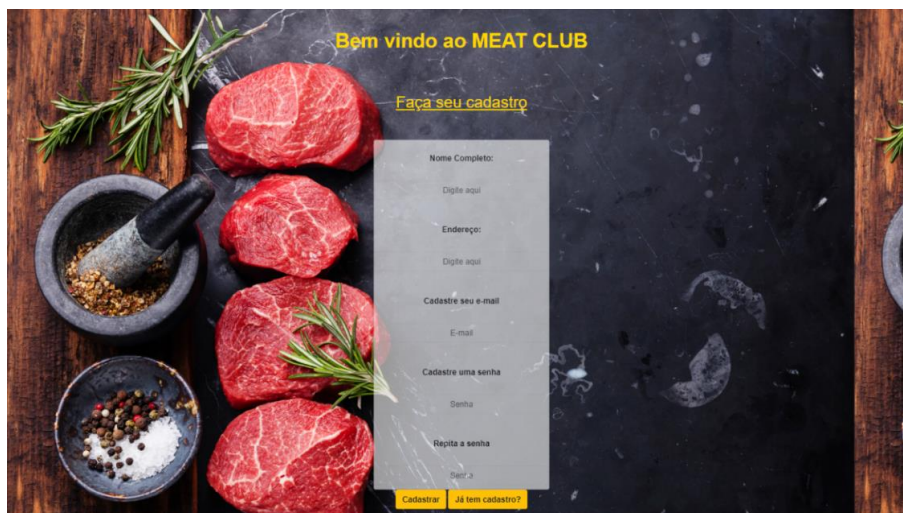 Bem vindo ao MEAT CLUB
Faça seu cadastro
Nome Completo:
Digite aqui
Endereço:
Digite aqui
Cadastre seu e-mail
E-mail
Cadastre uma senha
Senha
Repita a senha
Senha
Cadastrar Já tem cadastro?